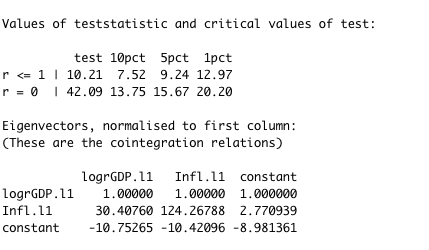 Values of teststatistic and critical values of test:
test 10pct 5pct 1pct
r <= 1 | 10.21 7.52 9.24 12.97
r = 0 | 42.09 13.75 15.67 20.20
Eigenvectors, normalised to first column:
(These are the cointegration relations)
logrGDP.l1 Infl.l1 constant
logrGDP.l1 1.00000 1.00000 1.000000
Infl.l1 30.40760 124.26788 2.770939
constant -10.75265 -10.42096 -8.981361